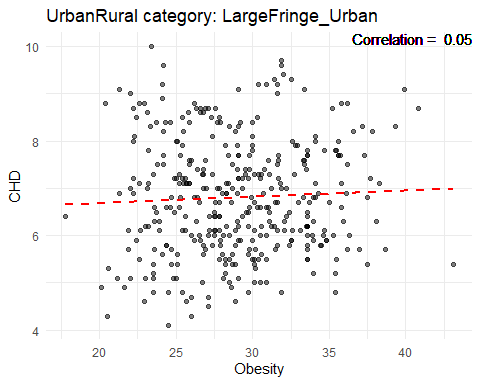 UrbanRural category: LargeFringe_Urban
Correlation = 0.05
10
8
6
4
CHD
20 25 30 35 40
Obesity